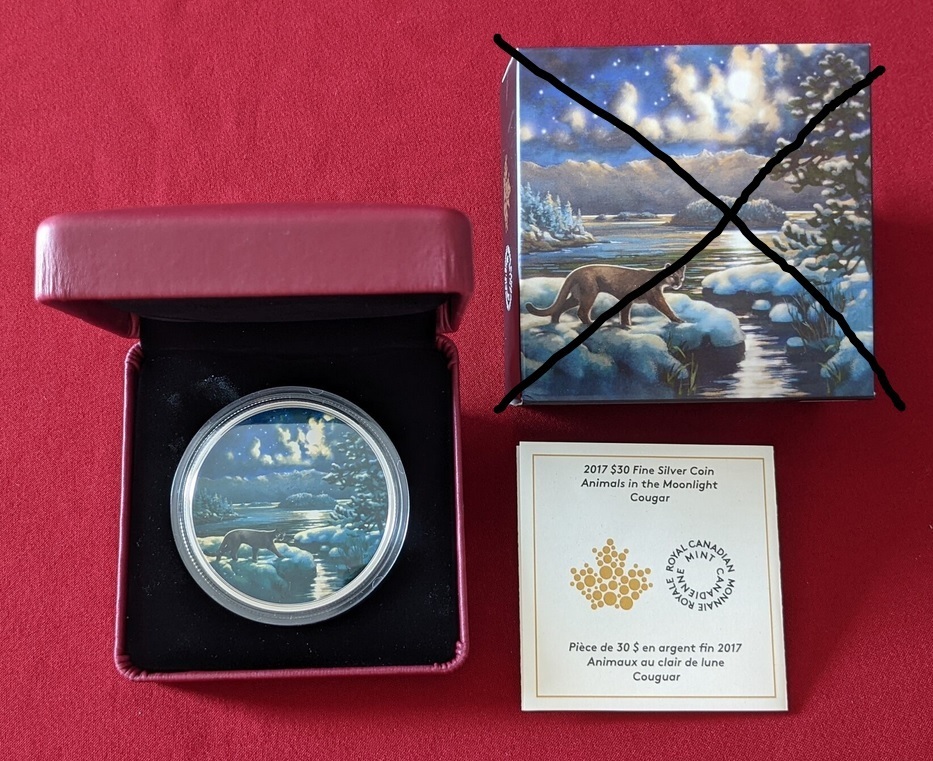 2017 $30 Fine Silver Coin
Animals in the Moonlight
Cougar
ROYAL CANADIAN MINT
MONNAIE ROYALE CANADIENNE
Pièce de 30 $ en argent fin 2017
Animaux au clair de lune
Couguar